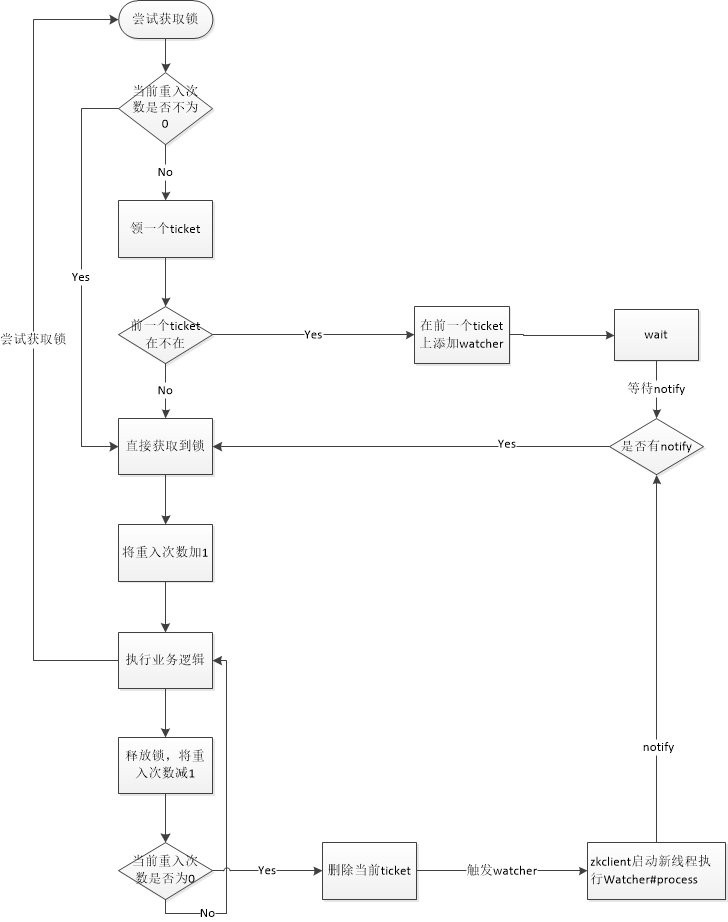 尝试获取锁
当前重入次
数是否不为
0
No
领一个ticket
Yes
前一个ticket
在不在
Yes
在前一个ticket
上添加watcher
wait
尝试获取锁
No
等待notify
直接获取到锁
Yes
是否有notify
将重入次数加1
执行业务逻辑
释放锁，将重
入次数减1
notify
当前重入次
数是否为0
Yes
删除当前ticket
触发watcher
zkclient启动新线程执
行Watcher#process
No